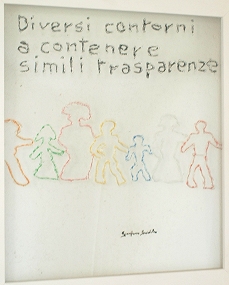 Diversi contorni
a contenere
simili trasparenze